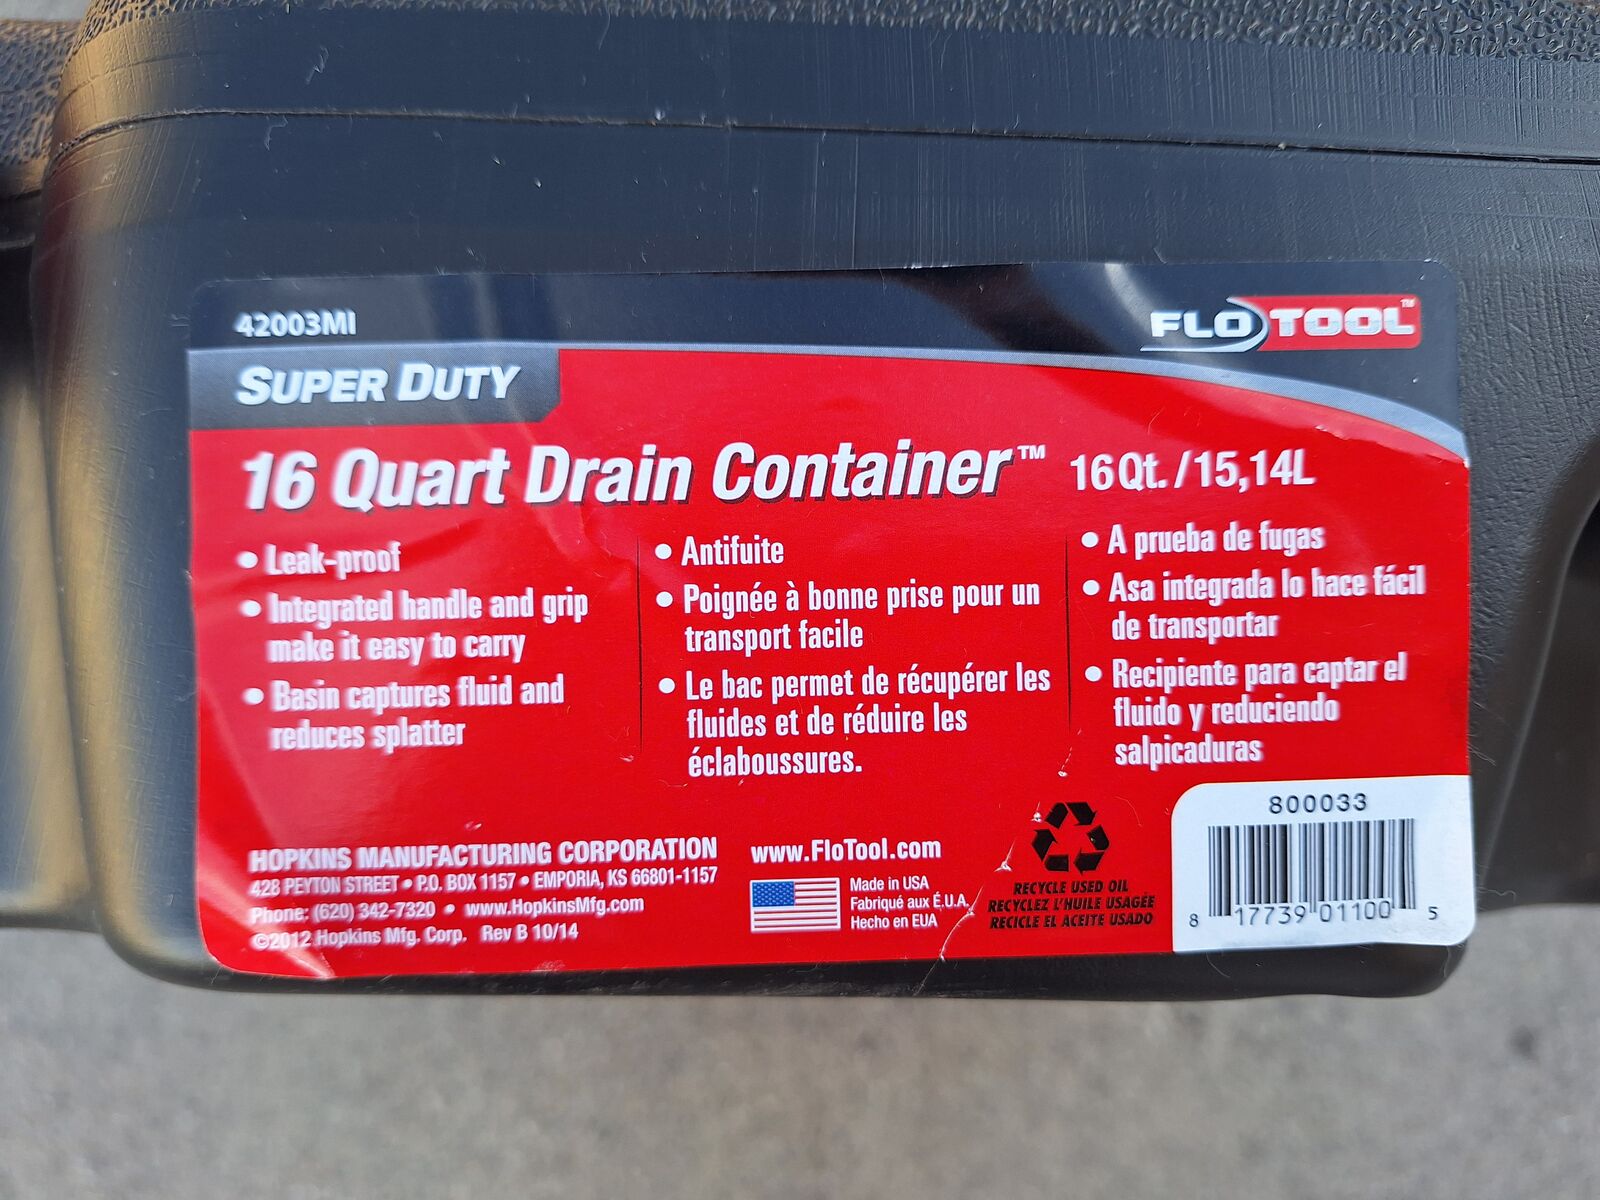 42003MI
FLOTOOL™
SUPER DUTY
16 Quart Drain Container™ 16Qt./15,14L
• Leak-proof
• Integrated handle and grip
make it easy to carry
• Basin captures fluid and
reduces splatter
• Antifuite
• Poignée à bonne prise pour un
transport facile
• Le bac permet de récupérer les
fluides et de réduire les
éclaboussures.
• A prueba de fugas
• Asa integrada lo hace fácil
de transportar
• Recipiente para captar el
fluido y reduciendo
salpicaduras
HOPKINS MANUFACTURING CORPORATION
428 PEYTON STREET • P.O. BOX 1157 • EMPORIA, KS 66801-1157
Phone: (620) 342-7320 • www.HopkinsMfg.com
©2012 Hopkins Mfg. Corp. Rev B 10/14
www.FloTool.com
Made in USA
Fabriqué aux É.U.A.
Hecho en EUA
RECYCLE USED OIL
RECYCLEZ L'HUILE USAGÉE
RECICLE EL ACEITE USADO
800033
8 17739 01100 5